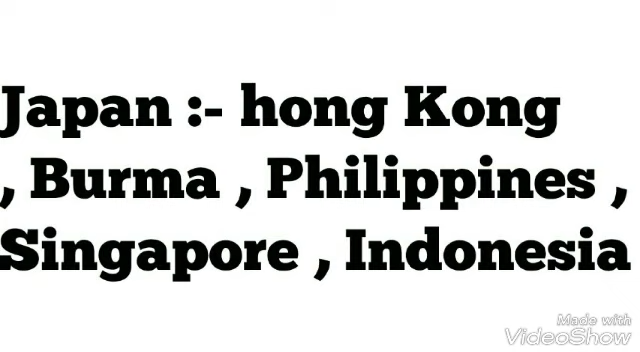 Japan :- hong Kong
, Burma , Philippines ,
Singapore , Indonesia
Made with
VideoShow